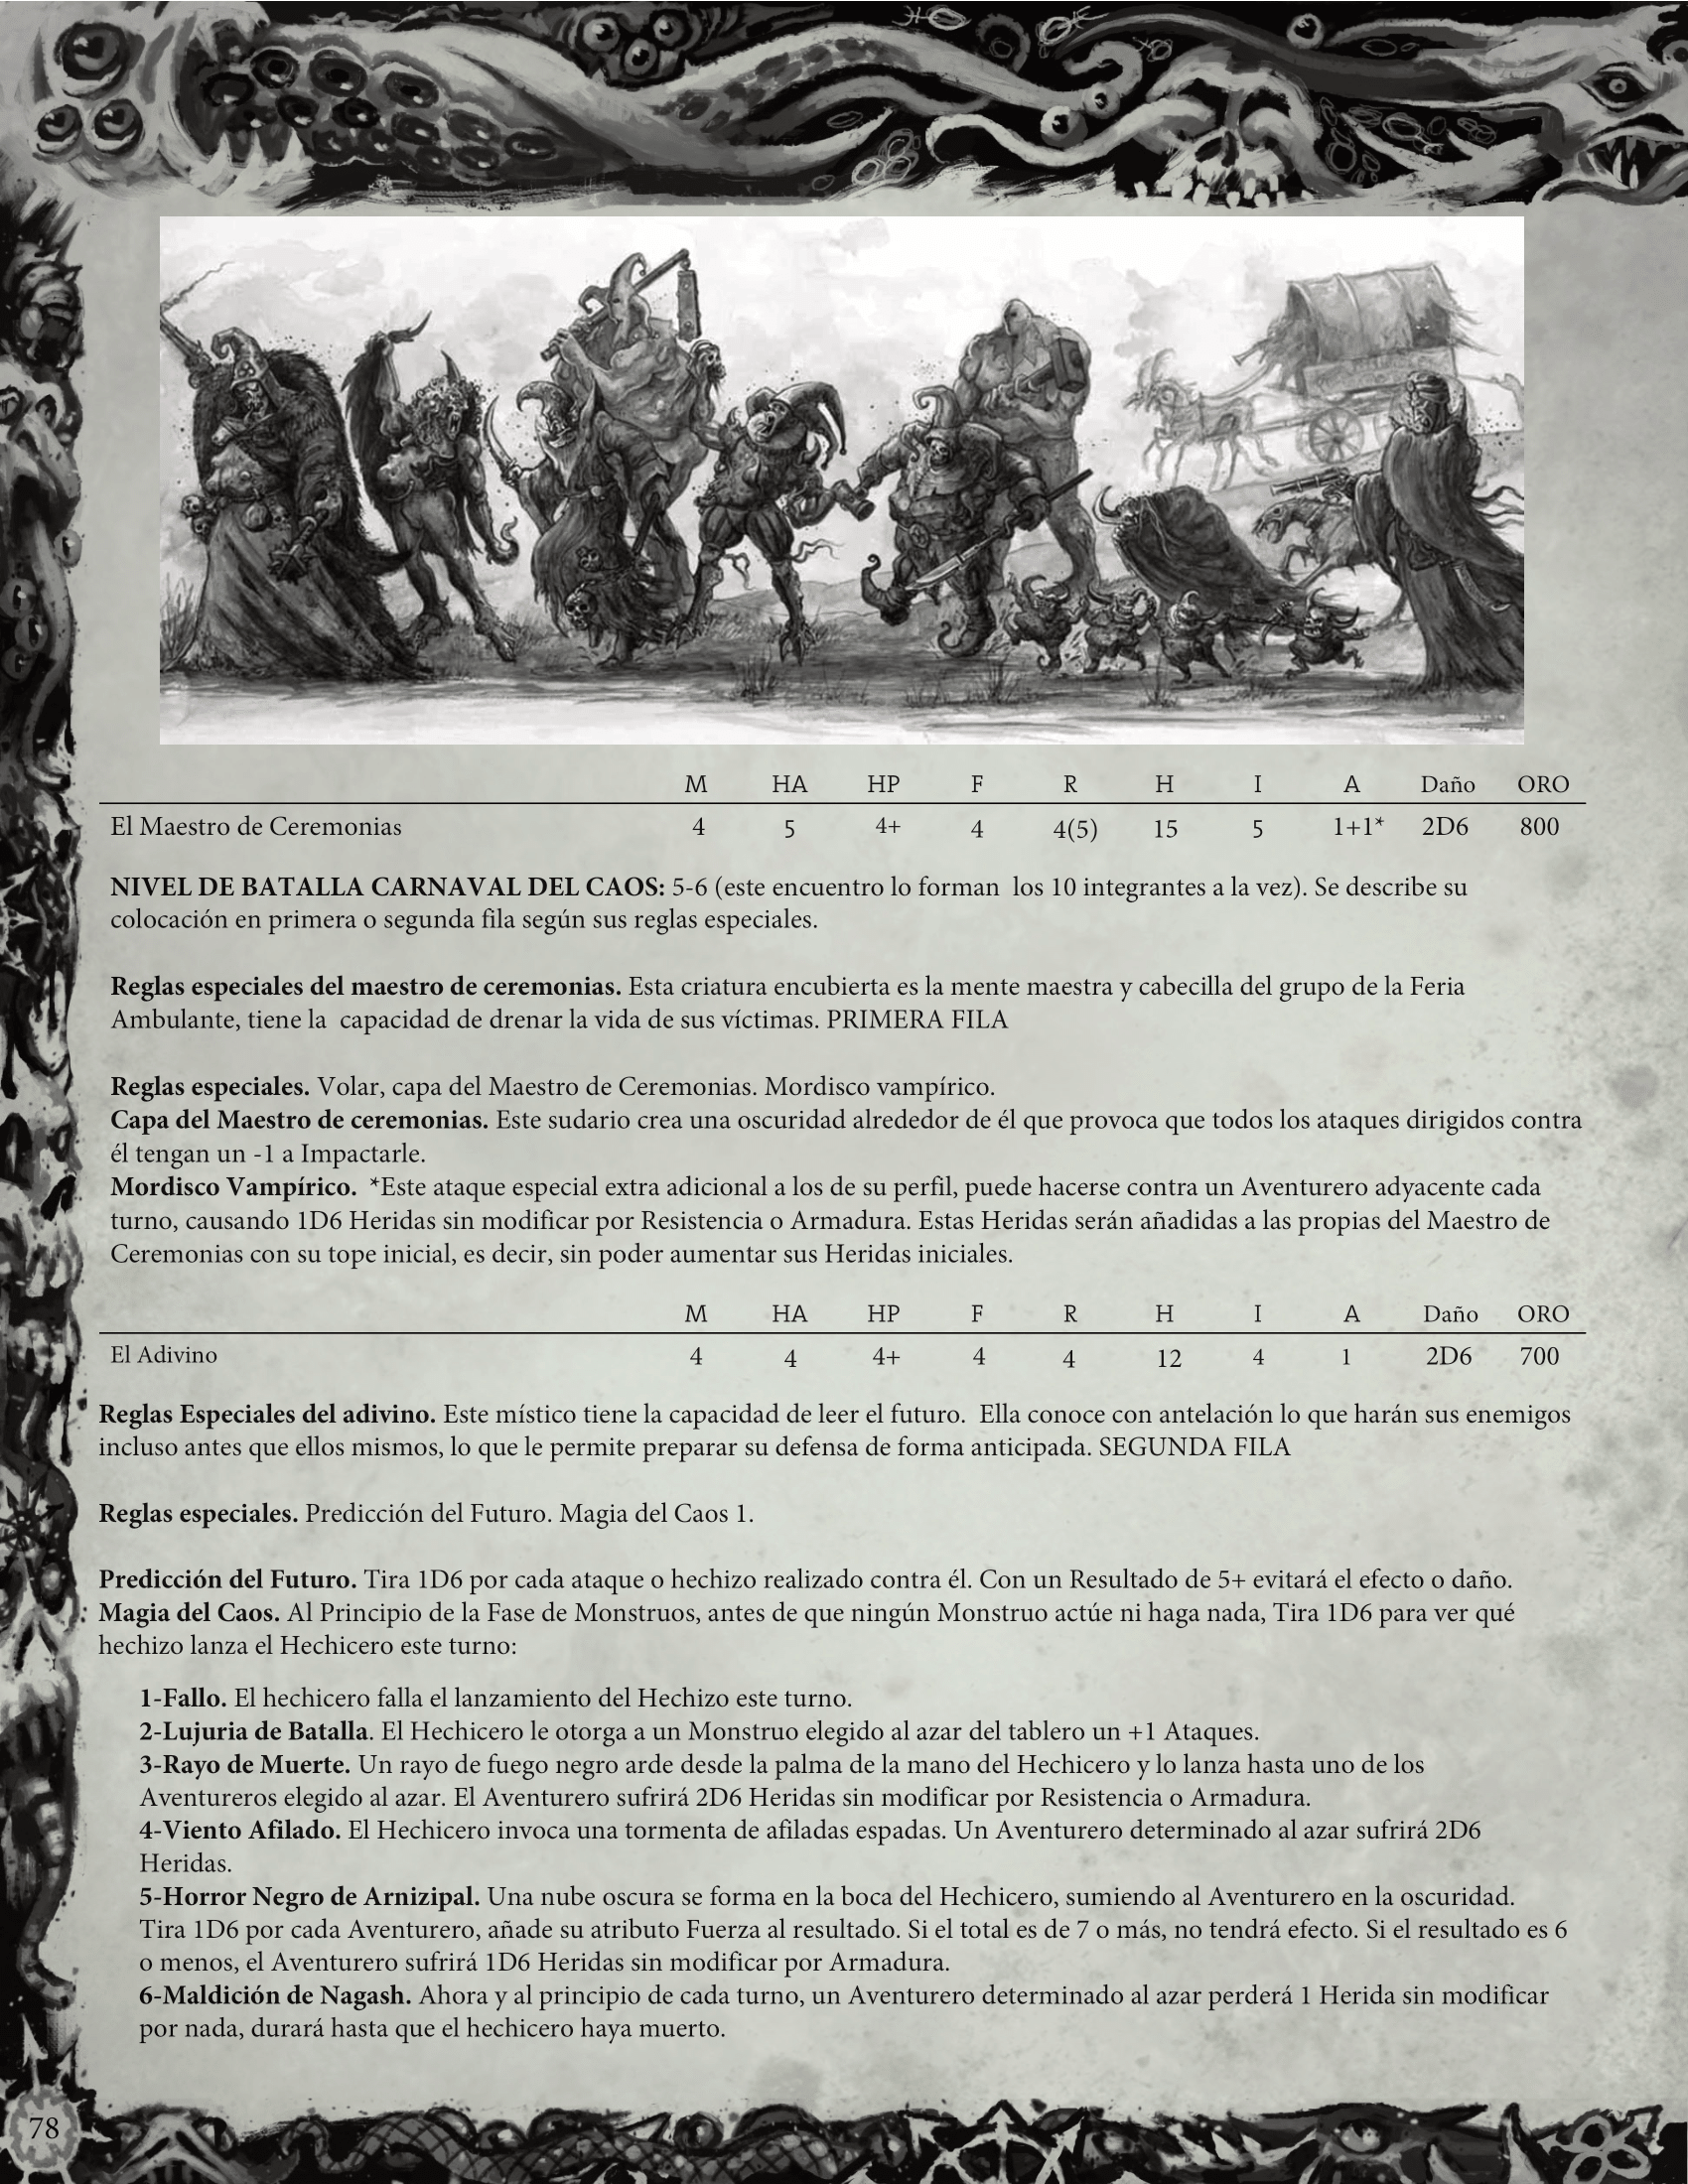 M HA HP F R H I A Daño ORO
El Maestro de Ceremonias 4 5 4+ 4 4(5) 15 5 1+1* 2D6 800
NIVEL DE BATALLA CARNAVAL DEL CAOS: 5-6 (este encuentro lo forman los 10 integrantes a la vez). Se describe su
colocación en primera o segunda fila según sus reglas especiales.
Reglas especiales del maestro de ceremonias. Esta criatura encubierta es la mente maestra y cabecilla del grupo de la Feria
Ambulante, tiene la capacidad de drenar la vida de sus víctimas. PRIMERA FILA
Reglas especiales. Volar, capa del Maestro de Ceremonias. Mordisco vampírico.
Capa del Maestro de ceremonias. Este sudario crea una oscuridad alrededor de él que provoca que todos los ataques dirigidos contra
él tengan un -1 a Impactarle.
Mordisco Vampírico. *Este ataque especial extra adicional a los de su perfil, puede hacerse contra un Aventurero adyacente cada
turno, causando 1D6 Heridas sin modificar por Resistencia o Armadura. Estas Heridas serán añadidas a las propias del Maestro de
Ceremonias con su tope inicial, es decir, sin poder aumentar sus Heridas iniciales.
M HA HP F R H I A Daño ORO
El Adivino 4 4 4+ 4 4 12 4 1 2D6 700
Reglas Especiales del adivino. Este místico tiene la capacidad de leer el futuro. Ella conoce con antelación lo que harán sus enemigos
incluso antes que ellos mismos, lo que le permite preparar su defensa de forma anticipada. SEGUNDA FILA
Reglas especiales. Predicción del Futuro. Magia del Caos 1.
Predicción del Futuro. Tira 1D6 por cada ataque o hechizo realizado contra él. Con un Resultado de 5+ evitará el efecto o daño.
Magia del Caos. Al Principio de la Fase de Monstruos, antes de que ningún Monstruo actúe ni haga nada, Tira 1D6 para ver qué
hechizo lanza el Hechicero este turno:
1-Fallo. El hechicero falla el lanzamiento del Hechizo este turno.
2-Lujuria de Batalla. El Hechicero le otorga a un Monstruo elegido al azar del tablero un +1 Ataques.
3-Rayo de Muerte. Un rayo de fuego negro arde desde la palma de la mano del Hechicero y lo lanza hasta uno de los
Aventureros elegido al azar. El Aventurero sufrirá 2D6 Heridas sin modificar por Resistencia o Armadura.
4-Viento Afilado. El Hechicero invoca una tormenta de afiladas espadas. Un Aventurero determinado al azar sufrirá 2D6
Heridas.
5-Horror Negro de Arnizipal. Una nube oscura se forma en la boca del Hechicero, sumiendo al Aventurero en la oscuridad.
Tira 1D6 por cada Aventurero, añade su atributo Fuerza al resultado. Si el total es de 7 o más, no tendrá efecto. Si el resultado es 6
o menos, el Aventurero sufrirá 1D6 Heridas sin modificar por Armadura.
6-Maldición de Nagash. Ahora y al principio de cada turno, un Aventurero determinado al azar perderá 1 Herida sin modificar
por nada, durará hasta que el hechicero haya muerto.
78